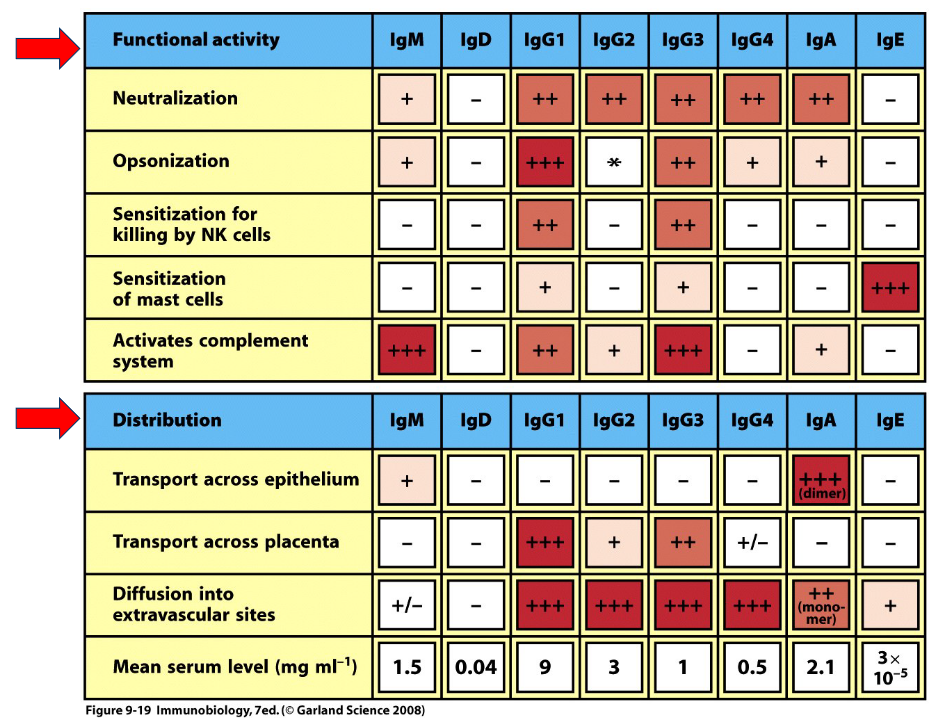 Functional activity IgM IgD IgG1 IgG2 IgG3 IgG4 IgA IgE
Neutralization + – ++ ++ ++ ++ ++ –
Opsonization + – +++ * ++ + + –
Sensitization for
killing by NK cells – – ++ – ++ – – –
Sensitization
of mast cells – – + – + – – +++
Activates complement
system +++ – ++ + +++ – + –
Distribution IgM IgD IgG1 IgG2 IgG3 IgG4 IgA IgE
Transport across epithelium + – – – – – +++ –
(dimer)
Transport across placenta – – +++ + ++ +/– – –
Diffusion into
extravascular sites +/– – +++ +++ +++ +++ ++ +
(mono-
mer)
Mean serum level (mg ml⁻¹) 1.5 0.04 9 3 1 0.5 2.1 3×
10⁻⁵
Figure 9-19 Immunobiology, 7ed. (© Garland Science 2008)